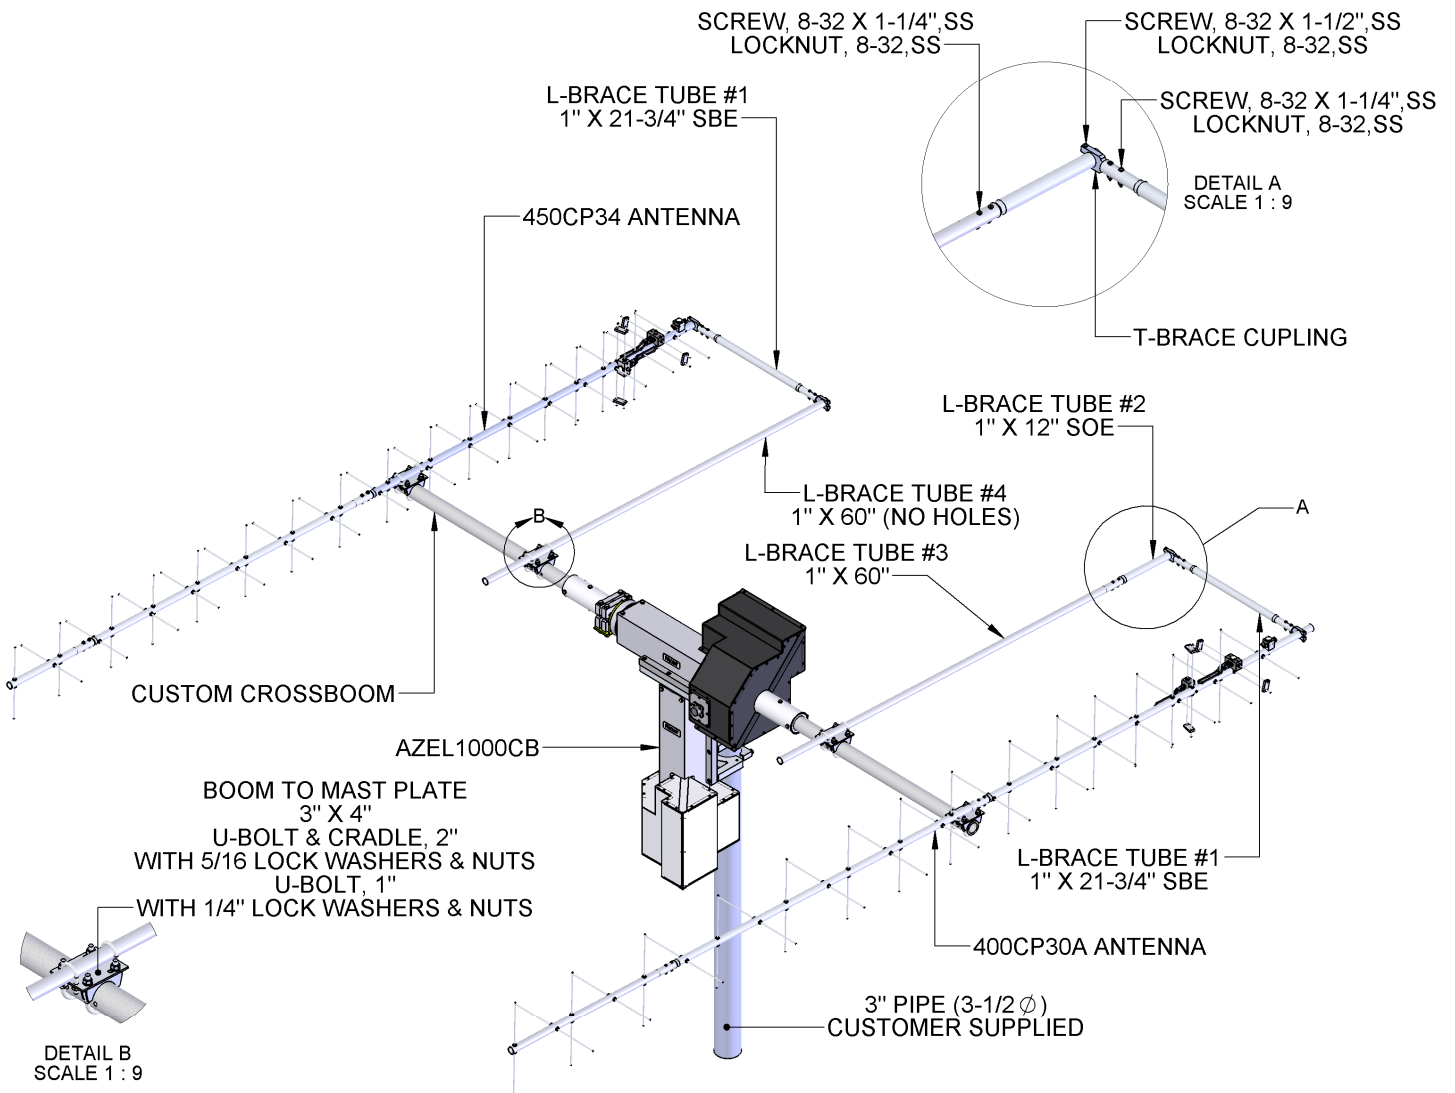 SCREW, 8-32 X 1-1/4",SS
LOCKNUT, 8-32,SS
SCREW, 8-32 X 1-1/2",SS
LOCKNUT, 8-32,SS
L-BRACE TUBE #1
1" X 21-3/4" SBE
SCREW, 8-32 X 1-1/4",SS
LOCKNUT, 8-32,SS
DETAIL A
SCALE 1 : 9
450CP34 ANTENNA
T-BRACE CUPLING
L-BRACE TUBE #2
1" X 12" SOE
L-BRACE TUBE #4
1" X 60" (NO HOLES)
A
B
L-BRACE TUBE #3
1" X 60"
CUSTOM CROSSBOOM
AZEL1000CB
BOOM TO MAST PLATE
3" X 4"
U-BOLT & CRADLE, 2"
WITH 5/16 LOCK WASHERS & NUTS
U-BOLT, 1"
WITH 1/4" LOCK WASHERS & NUTS
L-BRACE TUBE #1
1" X 21-3/4" SBE
400CP30A ANTENNA
3" PIPE (3-1/2 ∅)
CUSTOMER SUPPLIED
DETAIL B
SCALE 1 : 9